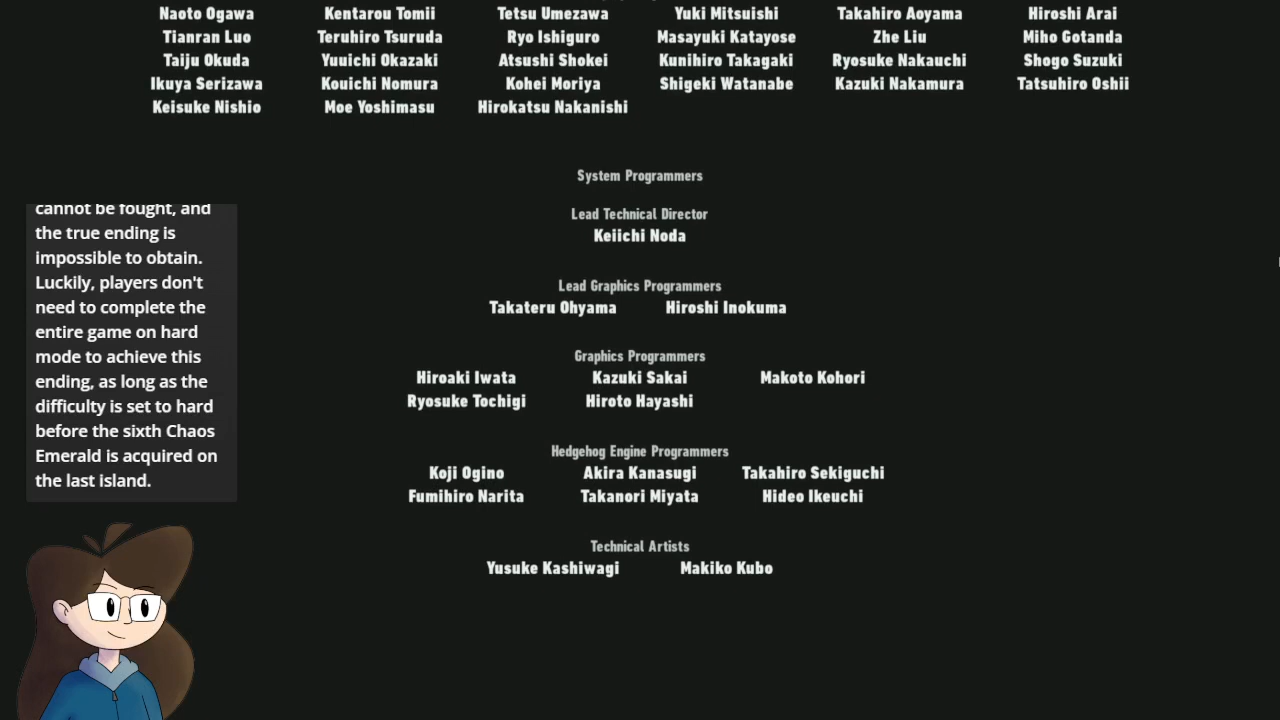 Naoto Ogawa Kentarou Tomii Tetsu Umezawa Yuki Mitsuishi Takahiro Aoyama Hiroshi Arai
Tianran Luo Teruhiro Tsuruda Ryo Ishiguro Masayuki Katayose Zhe Liu Miho Gotanda
Taiju Okuda Yuuichi Okazaki Atsushi Shokei Kunihiro Takagaki Ryosuke Nakauchi Shogo Suzuki
Ikuya Serizawa Kouichi Nomura Kohei Moriya Shigeki Watanabe Kazuki Nakamura Tatsuhiro Oshii
Keisuke Nishio Moe Yoshimasu Hirokatsu Nakanishi
System Programmers
Lead Technical Director
Keiichi Noda
Lead Graphics Programmers
Takateru Ohyama Hiroshi Inokuma
Graphics Programmers
Hiroaki Iwata Kazuki Sakai Makoto Kohori
Ryosuke Tochigi Hiroto Hayashi
Hedgehog Engine Programmers
Koji Ogino Akira Kanasugi Takahiro Sekiguchi
Fumihiro Narita Takanori Miyata Hideo Ikeuchi
Technical Artists
Yusuke Kashiwagi Makiko Kubo
cannot be fought, and
the true ending is
impossible to obtain.
Luckily, players don't
need to complete the
entire game on hard
mode to achieve this
ending, as long as the
difficulty is set to hard
before the sixth Chaos
Emerald is acquired on
the last island.